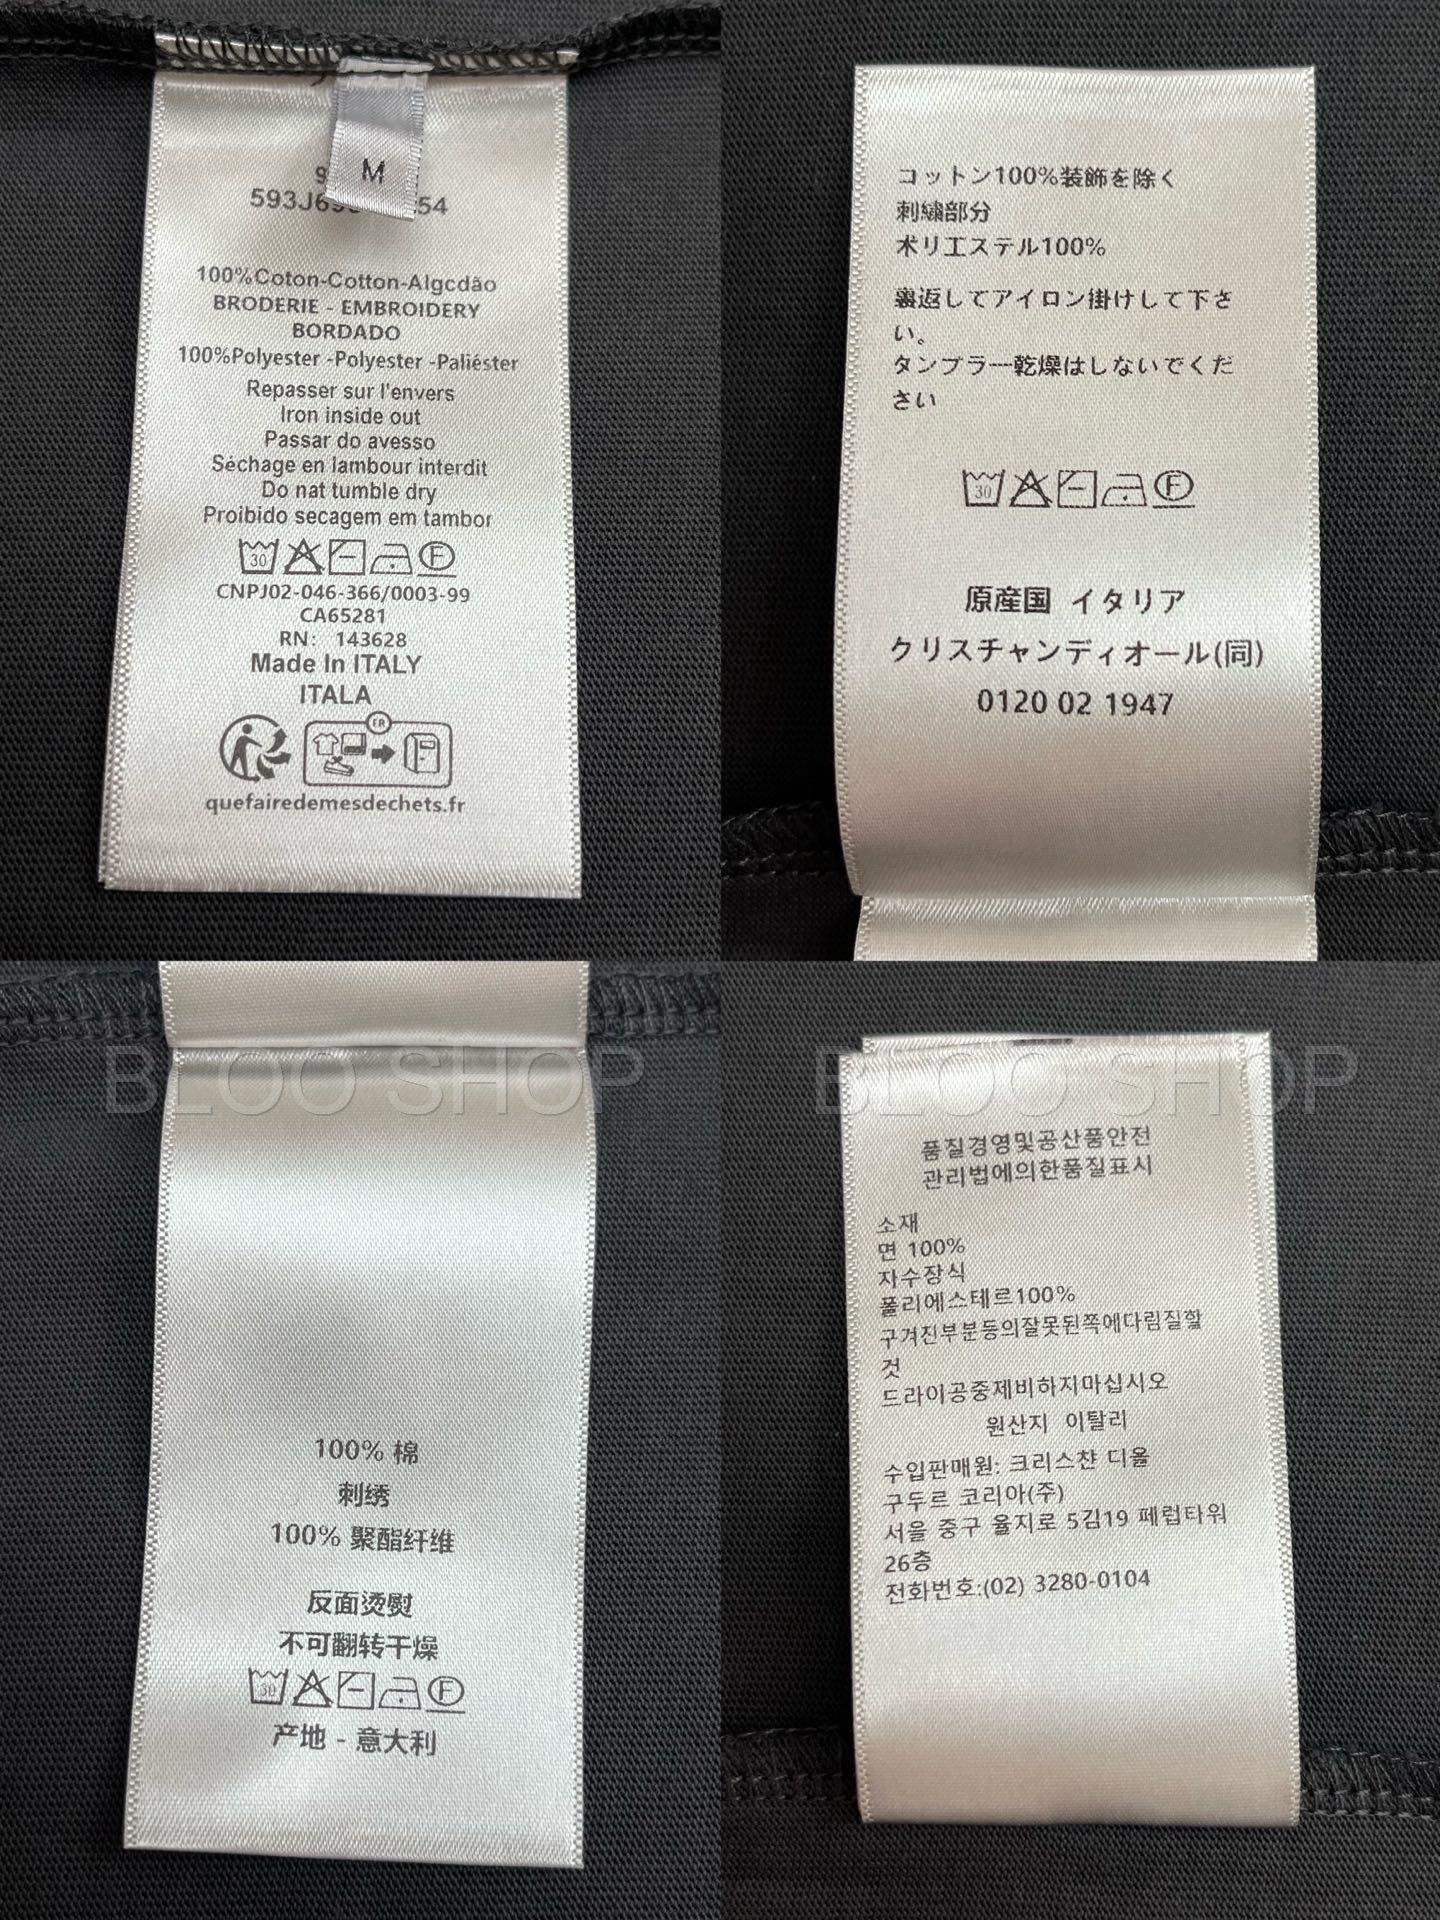 M
100%Coton-Cotton-Algcdão
BRODERIE - EMBROIDERY
BORDADO
100%Polyester -Polyester -Paliéster
Repasser sur l'envers
Iron inside out
Passar do avesso
Séchage en lambour interdit
Do nat tumble dry
Proibido secagem em tambor
30 F
CNPJ02-046-366/0003-99
CA65281
RN: 143628
Made In ITALY
ITALA
FR
quefairedemesdechets.fr
コットン100%装飾を除く
刺繍部分
ポリエステル100%
裏返してアイロン掛けして下さ
い。
タンブラー乾燥はしないでくだ
さい
30 F
原産国 イタリア
クリスチャンディオール(同)
0120 02 1947
BLOO SHOP
100% 棉
刺绣
100% 聚酯纤维
反面烫熨
不可翻转干燥
30 F
产地 - 意大利
BLOO SHOP
품질경영및공산품안전
관리법에의한품질표시
소재
면 100%
자수장식
폴리에스테르100%
구겨진부분등의잘못된쪽에다림질할
것
드라이공중제비하지마십시오
원산지 이탈리
수입판매원: 크리스챤 디올
구두르 코리아(주)
서울 중구 율지로 5김19 페럽타워
26층
전화번호:(02) 3280-0104